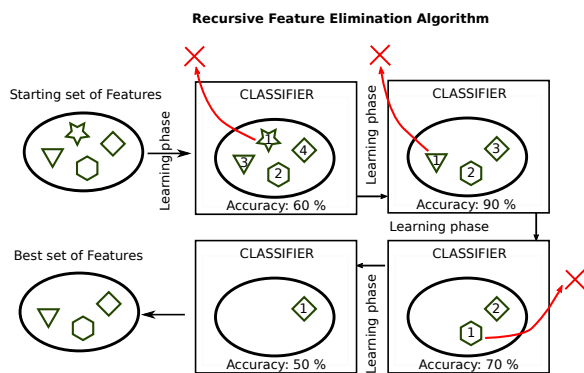 Recursive Feature Elimination Algorithm
Starting set of Features
Learning phase
CLASSIFIER
1
3
4
2
Accuracy: 60 %
Learning phase
CLASSIFIER
1
2
3
Accuracy: 90 %
Learning phase
CLASSIFIER
2
1
Accuracy: 70 %
Learning phase
CLASSIFIER
1
Accuracy: 50 %
Best set of Features